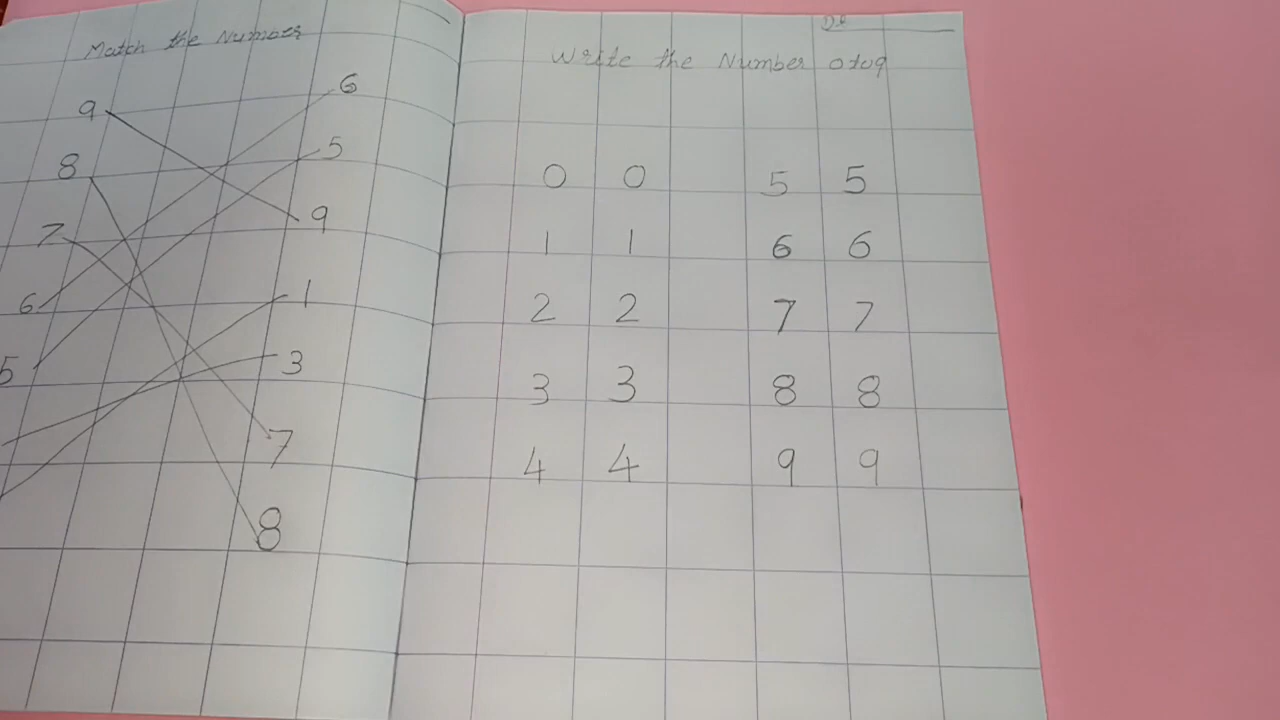 Match the Number
9 6
8 5
7 9
6 1
5 3
7
8
Write the Number 0 to 9
0 0 5 5
1 1 6 6
2 2 7 7
3 3 8 8
4 4 9 9